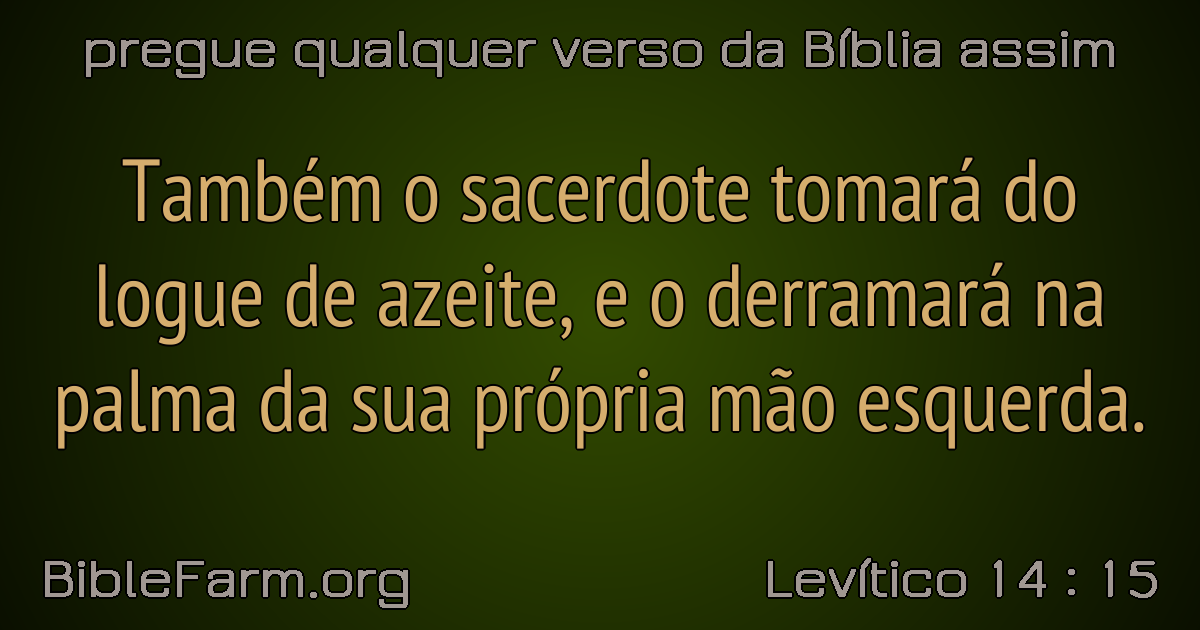 pregue qualquer verso da Bíblia assim
Também o sacerdote tomará do
logue de azeite, e o derramará na
palma da sua própria mão esquerda.
BibleFarm.org
Levítico 14 : 15